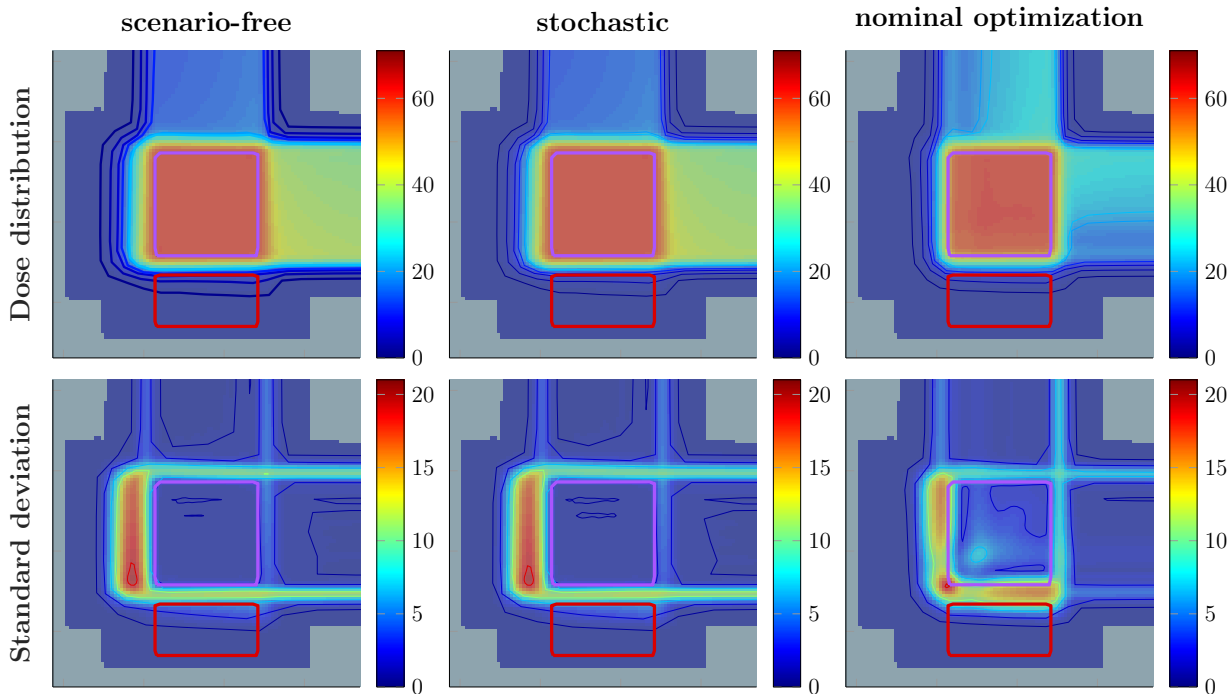 scenario-free stochastic nominal optimization
Dose distribution
60 60 60
40 40 40
20 20 20
0 0 0
Standard deviation
20 20 20
15 15 15
10 10 10
5 5 5
0 0 0